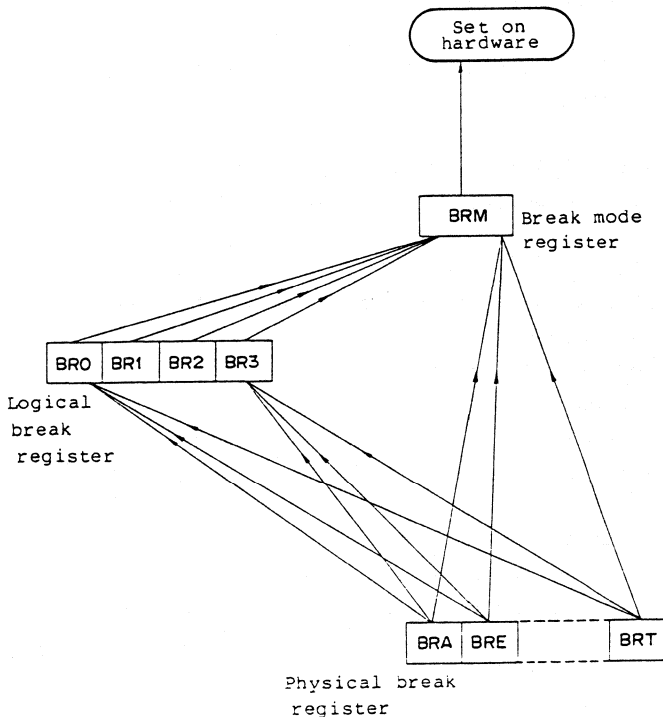 Set on
hardware
BRM
Break mode
register
BR0 BR1 BR2 BR3
Logical
break
register
BRA BRE BRT
Physical break
register